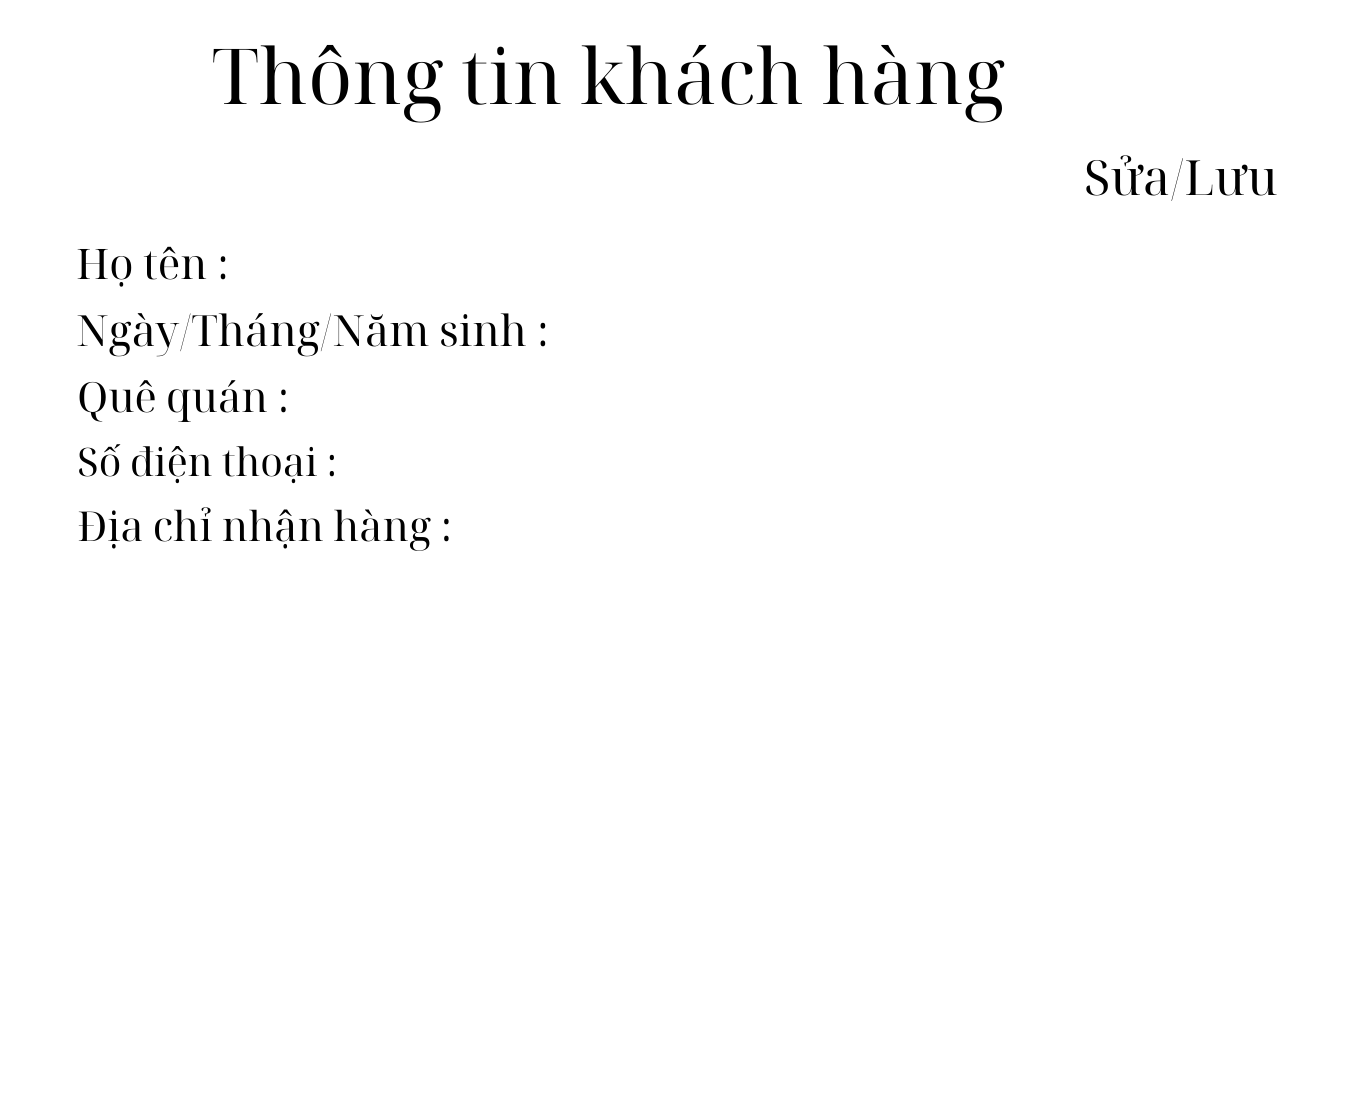 Thông tin khách hàng
Sửa/Lưu
Họ tên :
Ngày/Tháng/Năm sinh :
Quê quán :
Số điện thoại :
Địa chỉ nhận hàng :